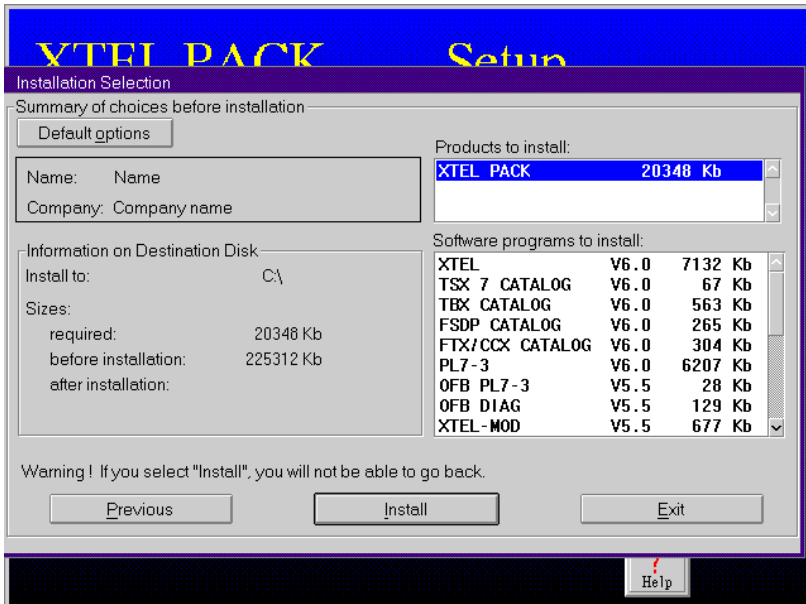 XTEL PACK Setup
Installation Selection
Summary of choices before installation
Default options
Name: Name
Company: Company name
Information on Destination Disk
Install to: C:\
Sizes:
required: 20348 Kb
before installation: 225312 Kb
after installation:
Products to install:
XTEL PACK 20348 Kb
Software programs to install:
XTEL V6.0 7132 Kb
TSX 7 CATALOG V6.0 67 Kb
TBX CATALOG V6.0 563 Kb
FSDP CATALOG V6.0 265 Kb
FTX/CCX CATALOG V6.0 304 Kb
PL7-3 V6.0 6207 Kb
OFB PL7-3 V5.5 28 Kb
OFB DIAG V5.5 129 Kb
XTEL-MOD V5.5 677 Kb
Warning ! If you select "Install", you will not be able to go back.
Previous
Install
Exit
?
Help